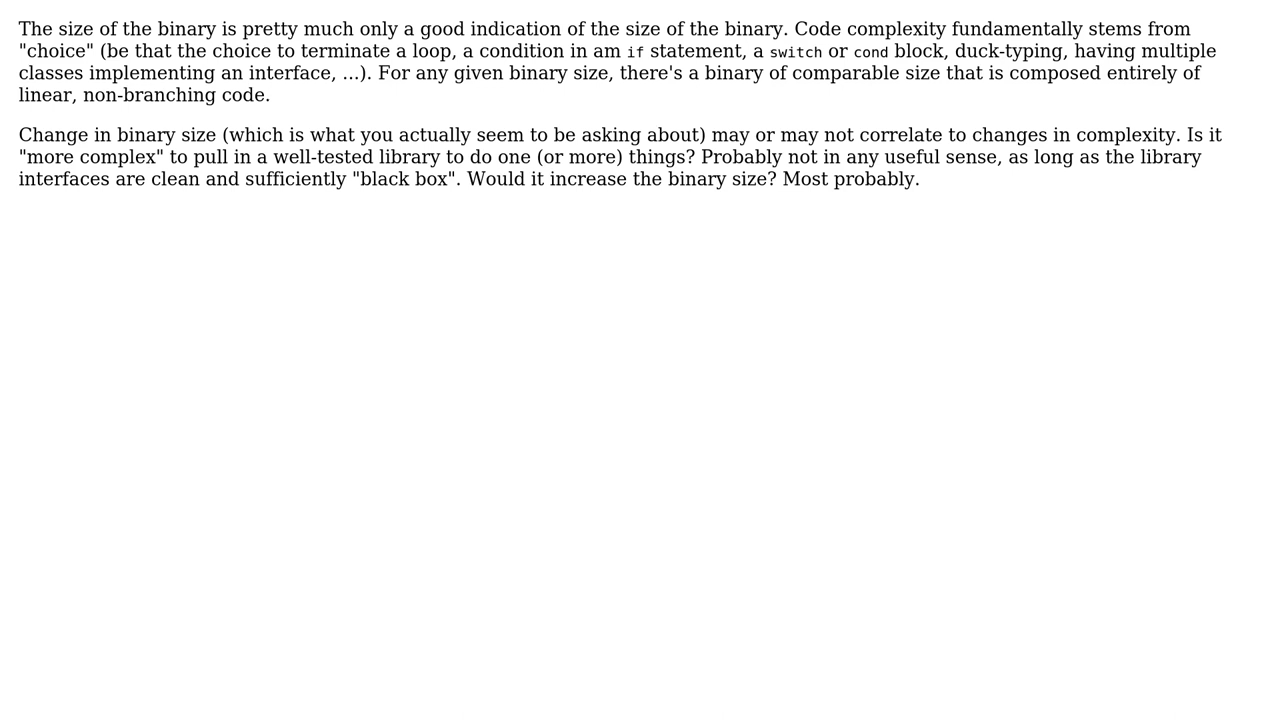 The size of the binary is pretty much only a good indication of the size of the binary. Code complexity fundamentally stems from
"choice" (be that the choice to terminate a loop, a condition in am if statement, a switch or cond block, duck-typing, having multiple
classes implementing an interface, ...). For any given binary size, there's a binary of comparable size that is composed entirely of
linear, non-branching code.
Change in binary size (which is what you actually seem to be asking about) may or may not correlate to changes in complexity. Is it
"more complex" to pull in a well-tested library to do one (or more) things? Probably not in any useful sense, as long as the library
interfaces are clean and sufficiently "black box". Would it increase the binary size? Most probably.